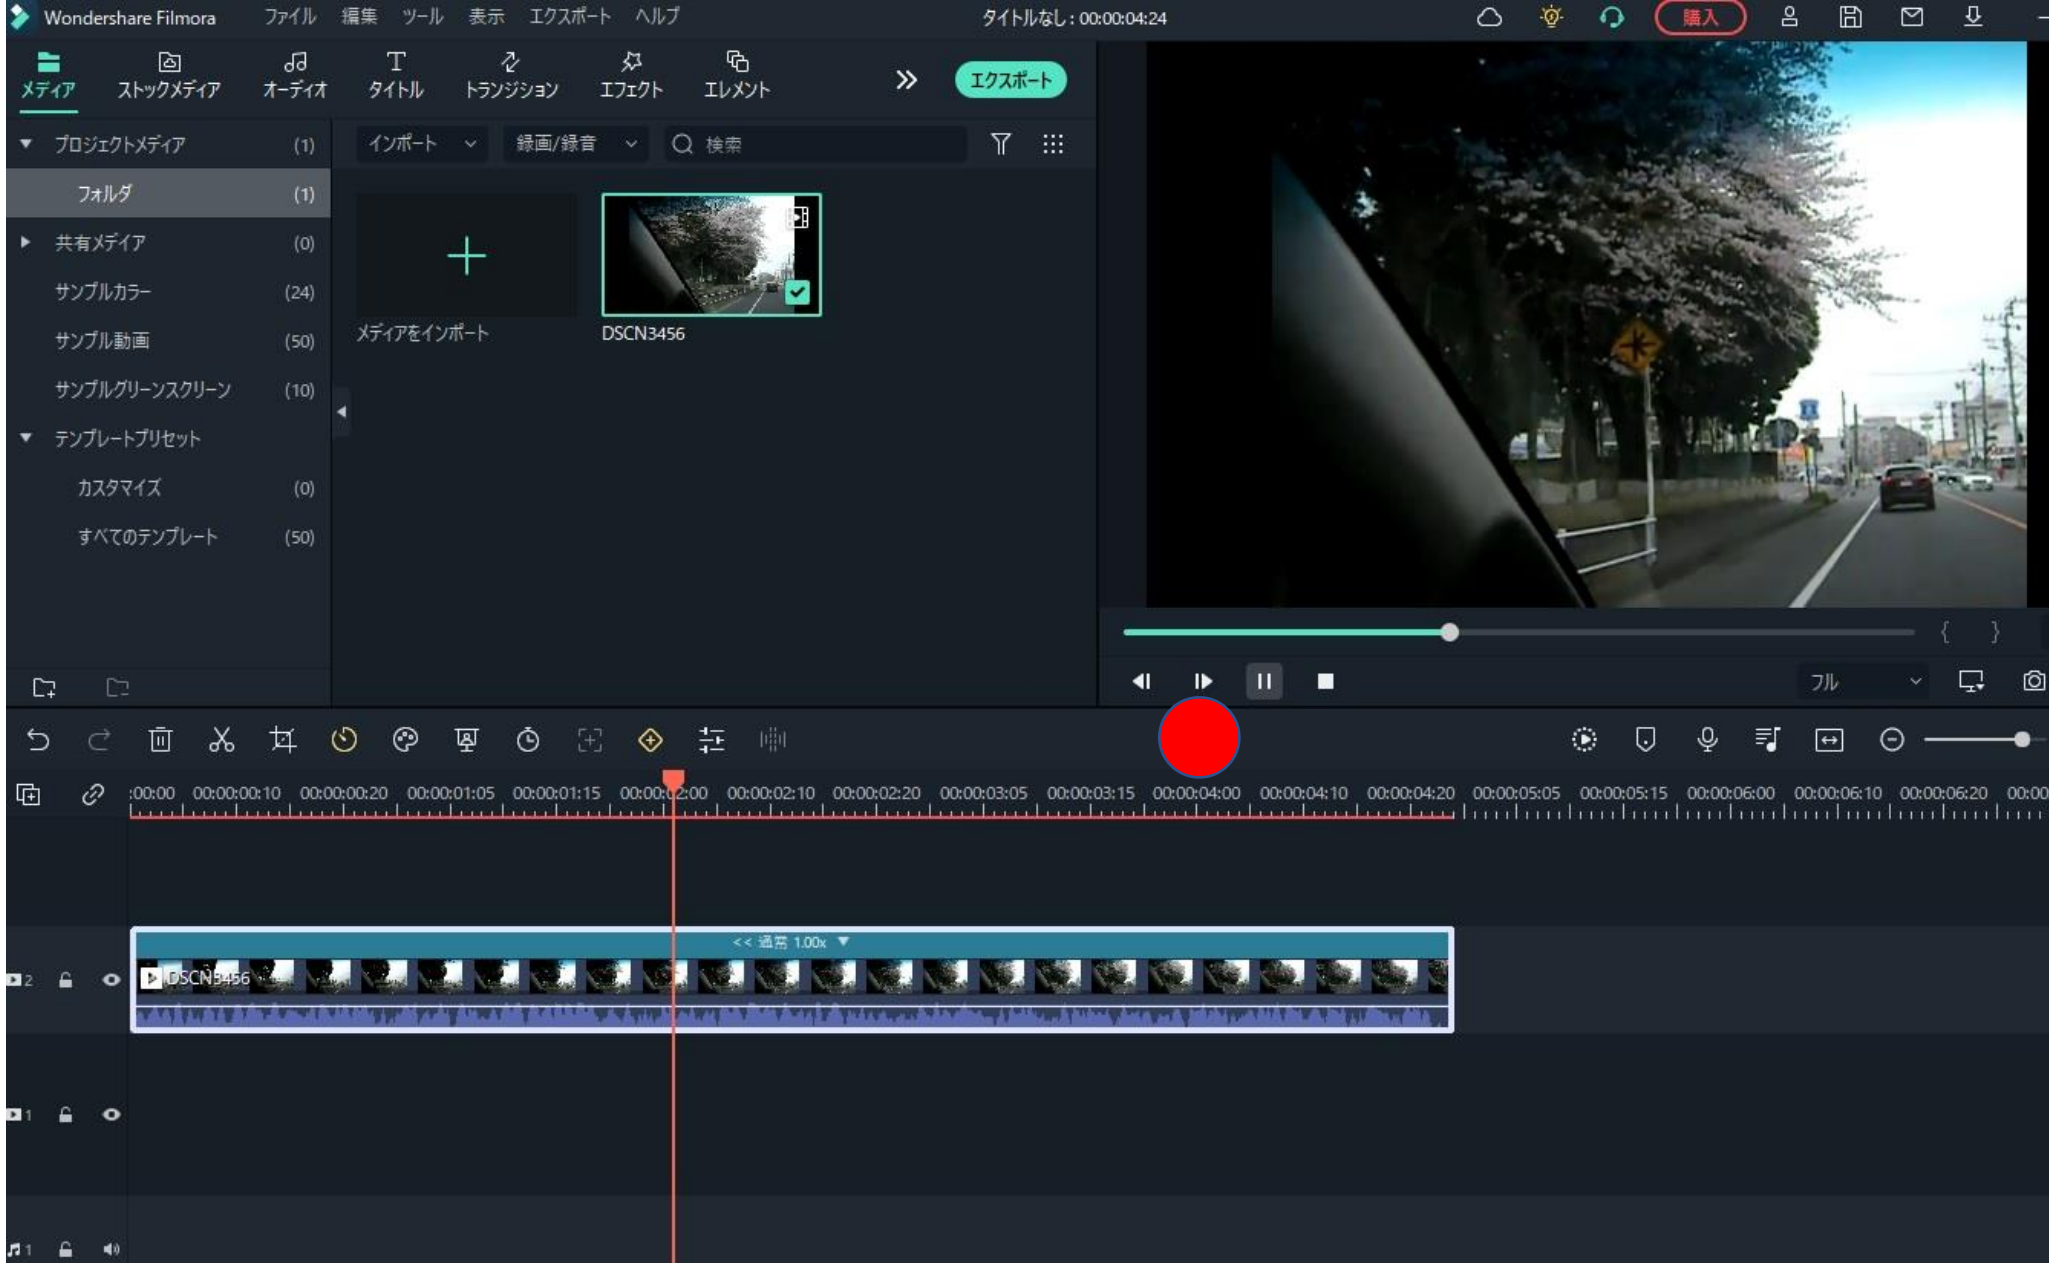 Wondershare Filmora ファイル 編集 ツール 表示 エクスポート ヘルプ タイトルなし : 00:00:04:24 購入
メディア ストックメディア オーディオ タイトル トランジション エフェクト エレメント エクスポート
プロジェクトメディア (1)
フォルダ (1)
共有メディア (0)
サンプルカラー (24)
サンプル動画 (50)
サンプルグリーンスクリーン (10)
テンプレートプリセット
カスタマイズ (0)
すべてのテンプレート (50)
インポート 録画/録音 検索
メディアをインポート DSCN3456
{ }
フル
:00:00 00:00:00:10 00:00:00:20 00:00:01:05 00:00:01:15 00:00:02:00 00:00:02:10 00:00:02:20 00:00:03:05 00:00:03:15 00:00:04:00 00:00:04:10 00:00:04:20 00:00:05:05 00:00:05:15 00:00:06:00 00:00:06:10 00:00:06:20 00:00
<< 通常 1.00x
2 DSCN3456
1
1